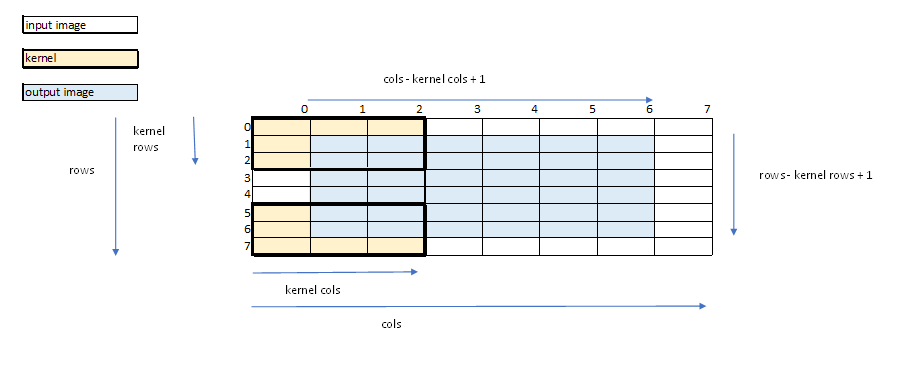 input image
kernel
output image
cols - kernel cols + 1
0 1 2 3 4 5 6 7
kernel
rows
rows
0
1
2
3
4
5
6
7
rows - kernel rows + 1
kernel cols
cols